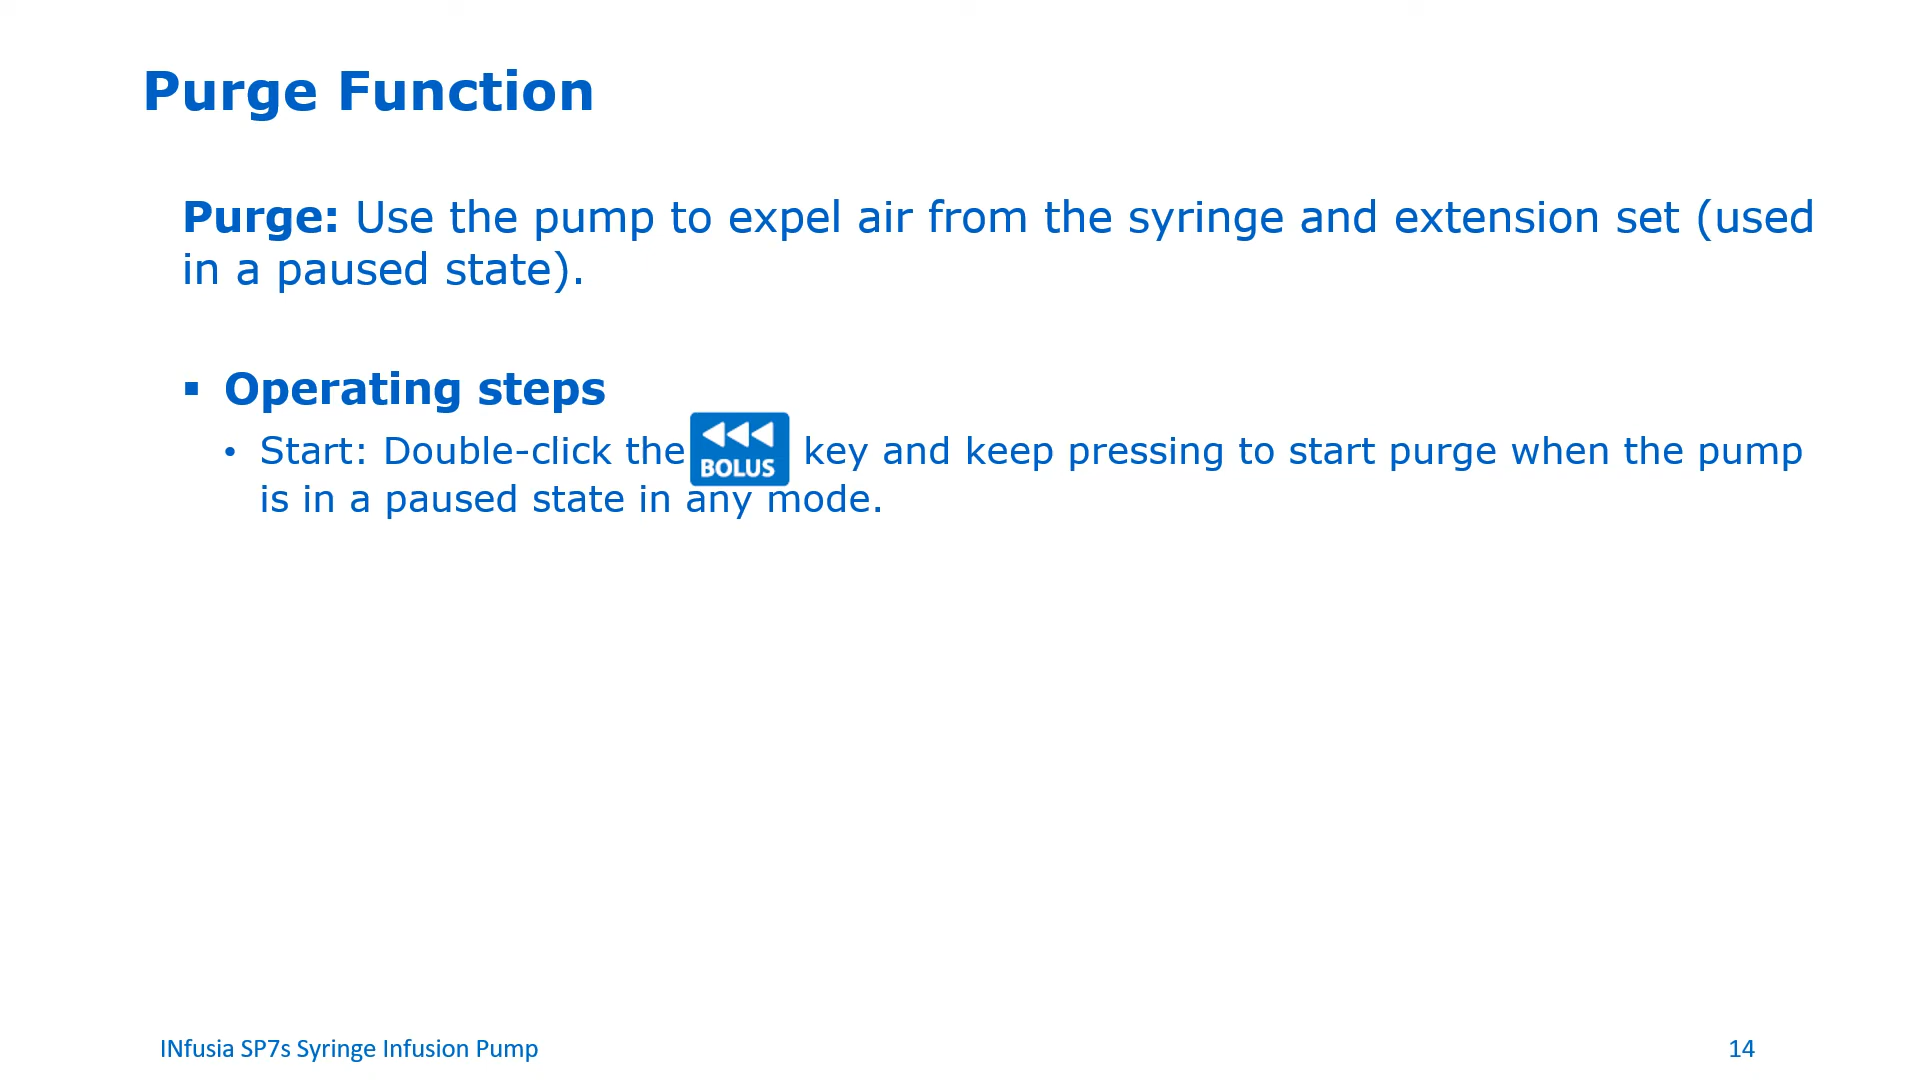 Purge Function
Purge: Use the pump to expel air from the syringe and extension set (used
in a paused state).
▪ Operating steps
• Start: Double-click the BOLUS key and keep pressing to start purge when the pump
is in a paused state in any mode.
INfusia SP7s Syringe Infusion Pump
14